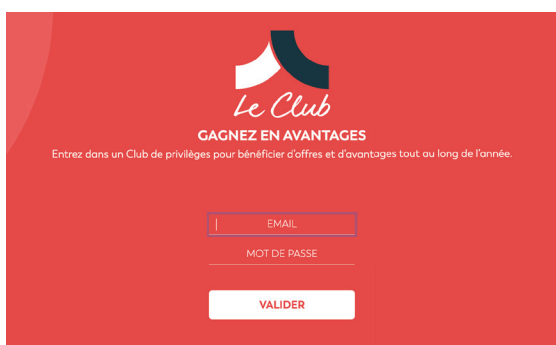 Le Club
GAGNEZ EN AVANTAGES
Entrez dans un Club de privilèges pour bénéficier d'offres et d'avantages tout au long de l'année.
EMAIL
MOT DE PASSE
VALIDER